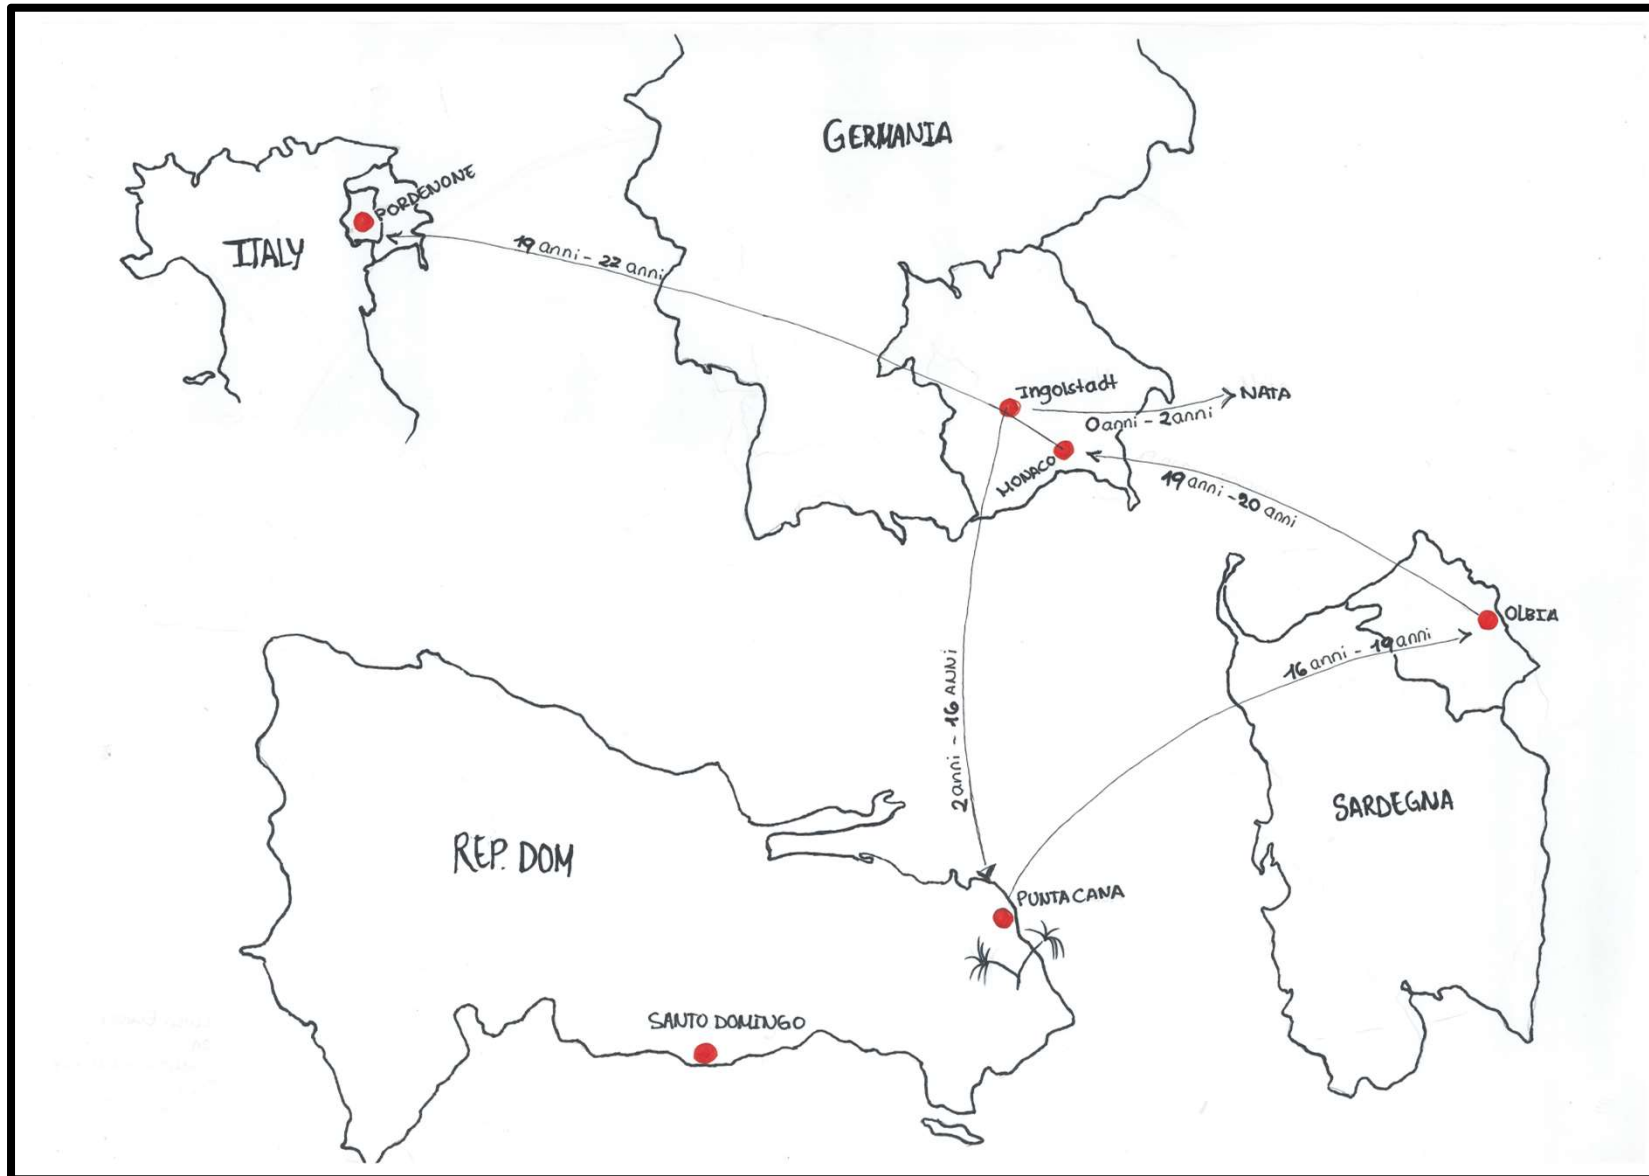 GERMANIA
PORDENONE
ITALY
19 anni - 22 anni
Ingolstadt
NATA
0 anni - 2 anni
MONACO
19 anni - 20 anni
OLBIA
16 anni - 19 anni
2 anni - 16 ANNI
SARDEGNA
REP. DOM
PUNTA CANA
SANTO DOMINGO